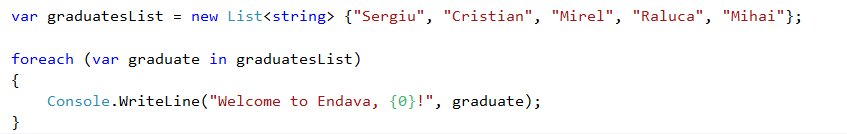 var graduatesList = new List<string> {"Sergiu", "Cristian", "Mirel", "Raluca", "Mihai"};
foreach (var graduate in graduatesList)
{
Console.WriteLine("Welcome to Endava, {0}!", graduate);
}